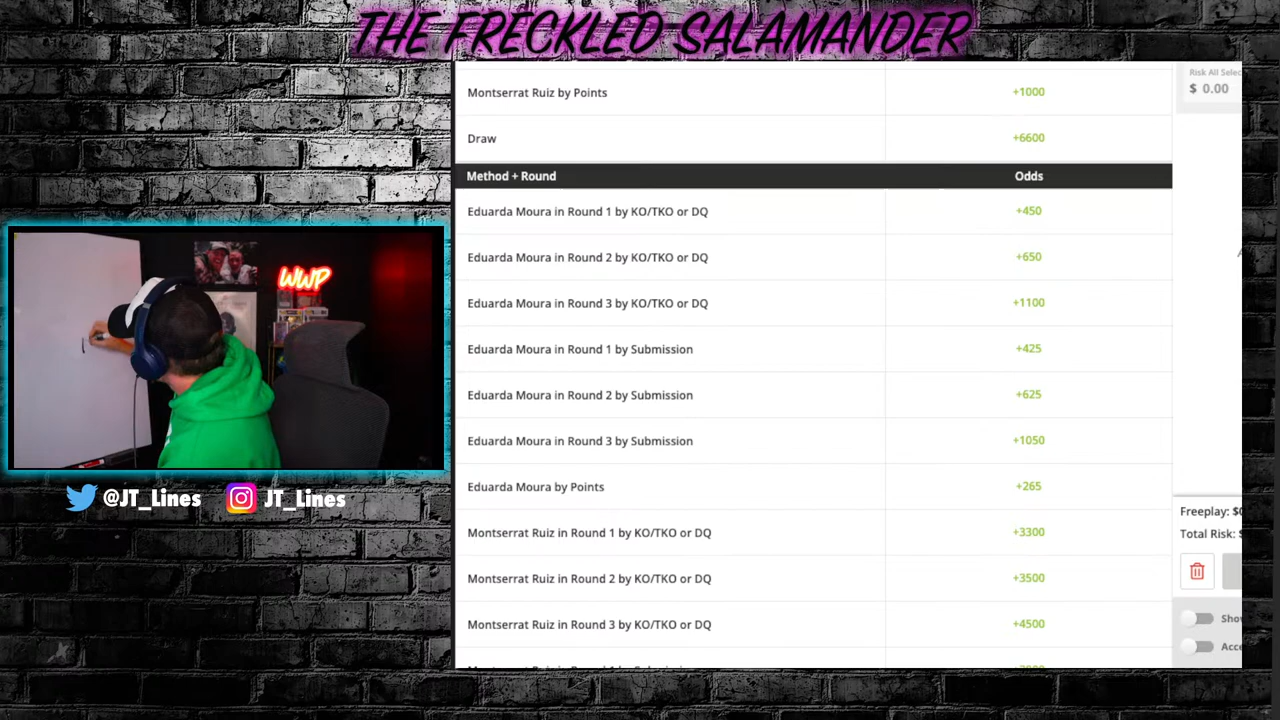 THE FRECKLED SALAMANDER
Risk All Selec
$ 0.00
Montserrat Ruiz by Points +1000
Draw +6600
Method + Round Odds
Eduarda Moura in Round 1 by KO/TKO or DQ +450
Eduarda Moura in Round 2 by KO/TKO or DQ +650
Eduarda Moura in Round 3 by KO/TKO or DQ +1100
Eduarda Moura in Round 1 by Submission +425
Eduarda Moura in Round 2 by Submission +625
Eduarda Moura in Round 3 by Submission +1050
Eduarda Moura by Points +265
Montserrat Ruiz in Round 1 by KO/TKO or DQ +3300
Montserrat Ruiz in Round 2 by KO/TKO or DQ +3500
Montserrat Ruiz in Round 3 by KO/TKO or DQ +4500
WWP
@JT_Lines JT_Lines
Freeplay: $0
Total Risk: $
Show
Acce